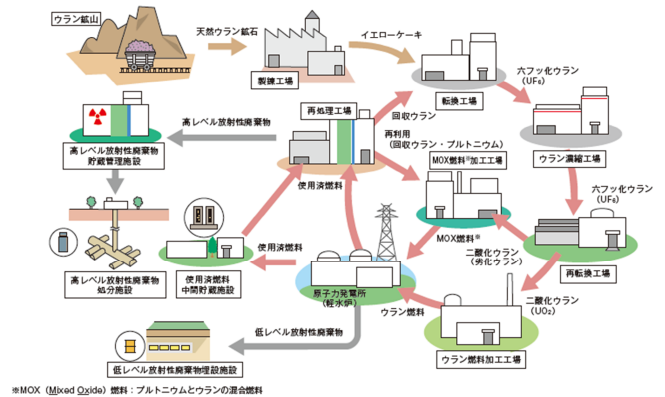 ウラン鉱山
天然ウラン鉱石
製錬工場
イエローケーキ
転換工場
六フッ化ウラン
(UF₆)
ウラン濃縮工場
高レベル放射性廃棄物
再処理工場
回収ウラン
再利用
(回収ウラン・プルトニウム)
MOX燃料※加工工場
高レベル放射性廃棄物
貯蔵管理施設
使用済燃料
六フッ化ウラン
(UF₆)
MOX燃料※
二酸化ウラン
(劣化ウラン)
再転換工場
高レベル放射性廃棄物
処分施設
使用済燃料
中間貯蔵施設
使用済燃料
原子力発電所
(軽水炉)
ウラン燃料
二酸化ウラン
(UO₂)
ウラン燃料加工工場
低レベル放射性廃棄物
低レベル放射性廃棄物埋設施設
※MOX(Mixed Oxide)燃料:プルトニウムとウランの混合燃料